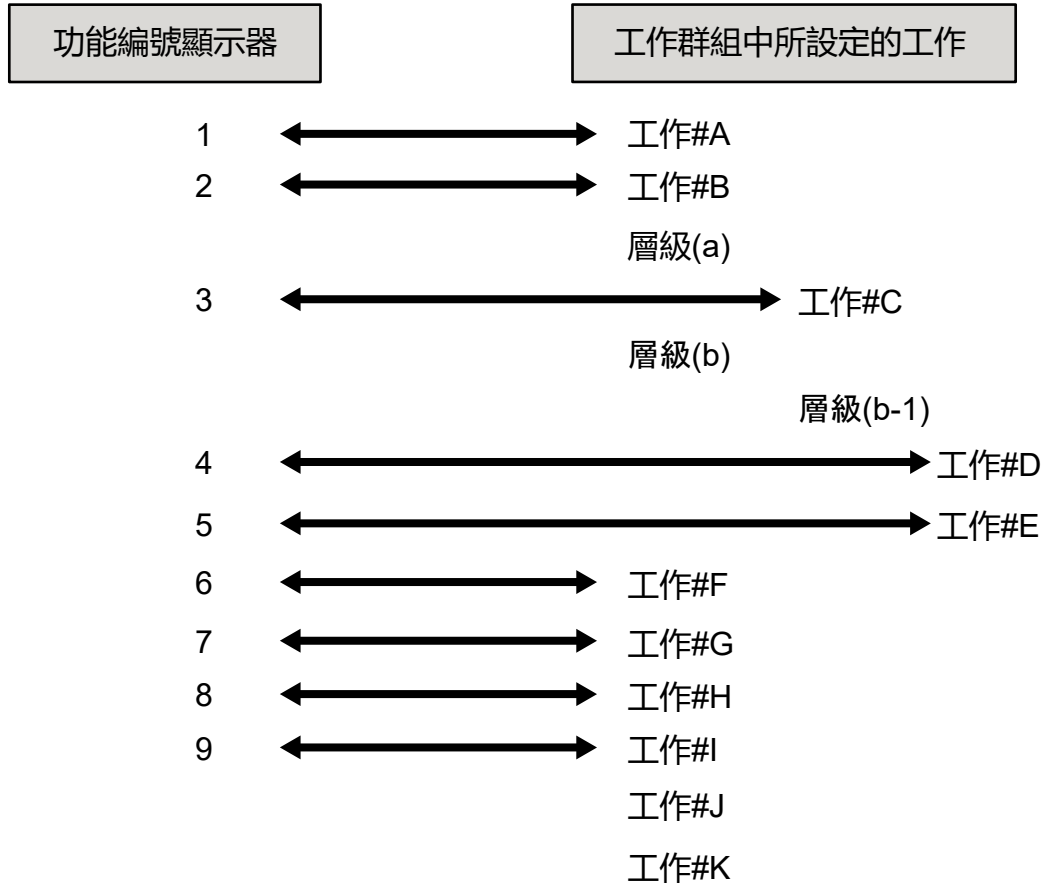 功能編號顯示器 工作群組中所設定的工作
1 工作#A
2 工作#B
層級(a)
3 工作#C
層級(b)
層級(b-1)
4 工作#D
5 工作#E
6 工作#F
7 工作#G
8 工作#H
9 工作#I
工作#J
工作#K